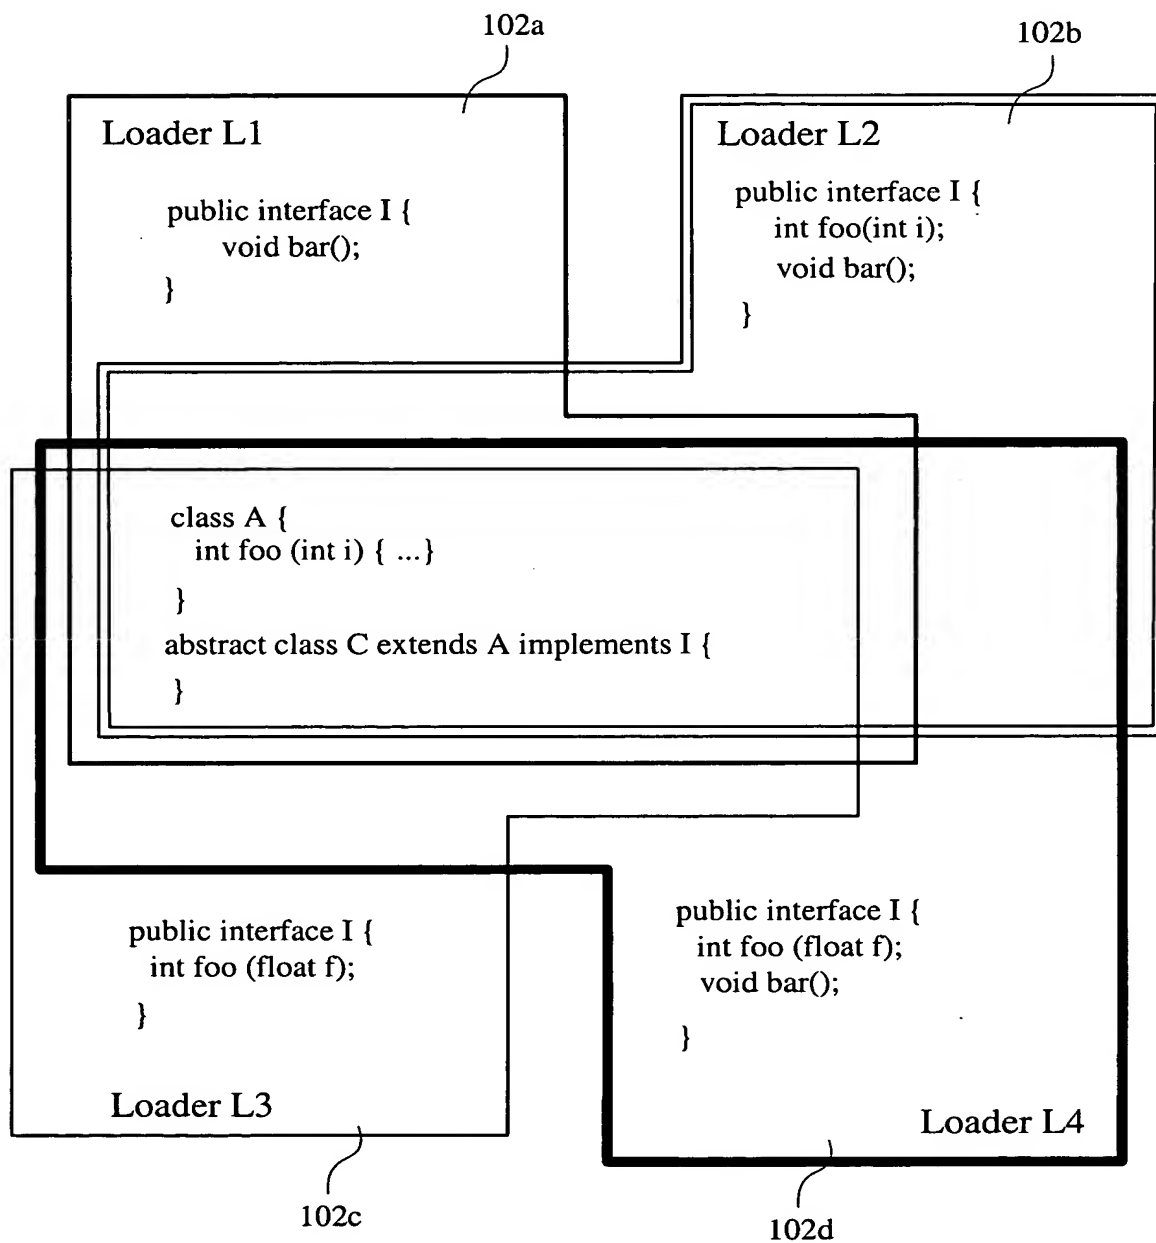 102a
102b
Loader L1
public interface I {
void bar();
}
Loader L2
public interface I {
int foo(int i);
void bar();
}
class A {
int foo (int i) { ...}
}
abstract class C extends A implements I {
}
public interface I {
int foo (float f);
}
Loader L3
public interface I {
int foo (float f);
void bar();
}
Loader L4
102c
102d